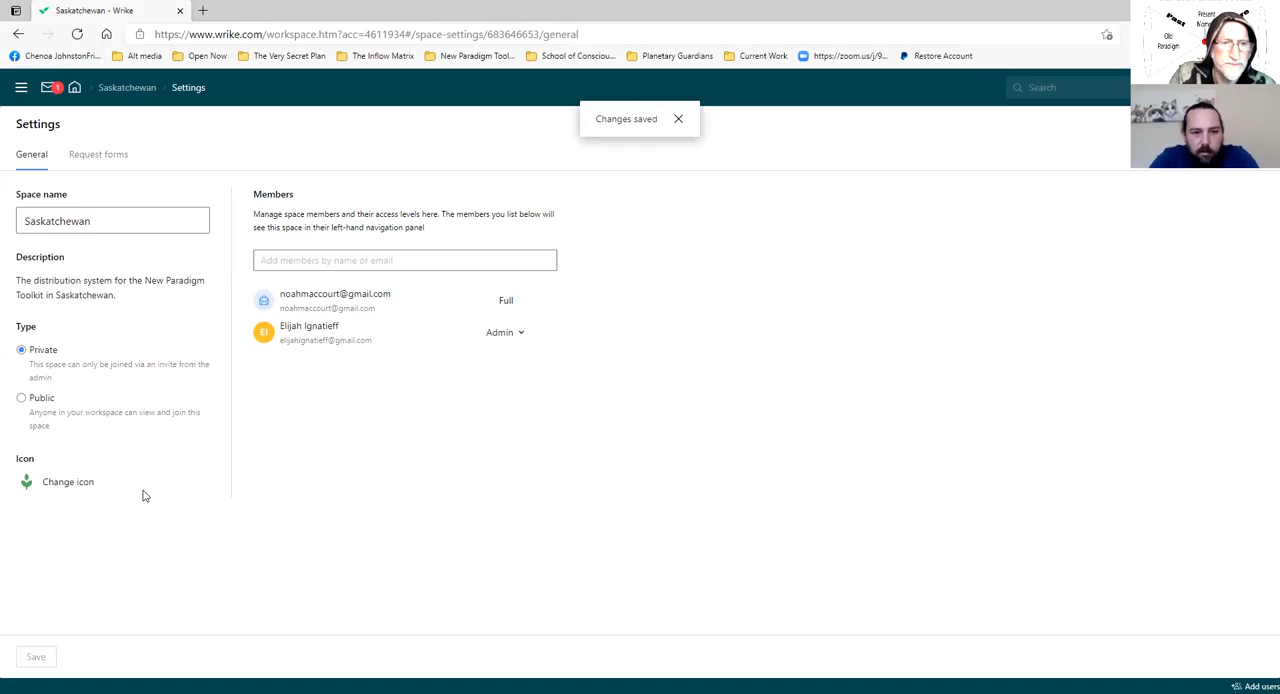 Saskatchewan - Wrike
https://www.wrike.com/workspace.htm?acc=4611934#/space-settings/683646653/general
Chenoa JohnstonFri... Alt media Open Now The Very Secret Plan The Inflow Matrix New Paradigm Tool... School of Consciou... Planetary Guardians Current Work https://zoom.us/j/9... Restore Account
Past
Present
Old
Paradigm
1 Saskatchewan Settings Search
Changes saved
Settings
General Request forms
Space name
Saskatchewan
Description
The distribution system for the New Paradigm
Toolkit in Saskatchewan.
Type
Private
This space can only be joined via an invite from the
admin
Public
Anyone in your workspace can view and join this
space
Icon
Change icon
Members
Manage space members and their access levels here. The members you list below will
see this space in their left-hand navigation panel
Add members by name or email
noahmaccourt@gmail.com
noahmaccourt@gmail.com
Full
EI
Elijah Ignatieff
elijahignatieff@gmail.com
Admin
Save
Add users